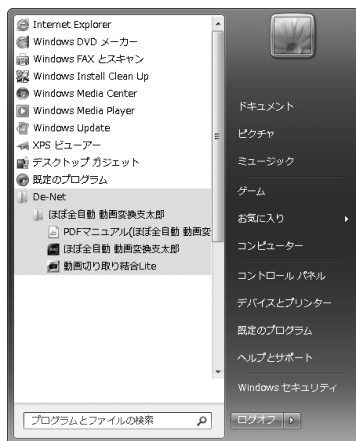 Internet Explorer
Windows DVD メーカー
Windows FAX とスキャン
Windows Install Clean Up
Windows Media Center
Windows Media Player
Windows Update
XPS ビューアー
デスクトップ ガジェット
既定のプログラム
De-Net
ほぼ全自動 動画変換支太郎
PDFマニュアル(ほぼ全自動 動画変
ほぼ全自動 動画変換支太郎
動画切り取り結合Lite
プログラムとファイルの検索
ドキュメント
ピクチャ
ミュージック
ゲーム
お気に入り
コンピューター
コントロール パネル
デバイスとプリンター
既定のプログラム
ヘルプとサポート
Windows セキュリティ
ログオフ